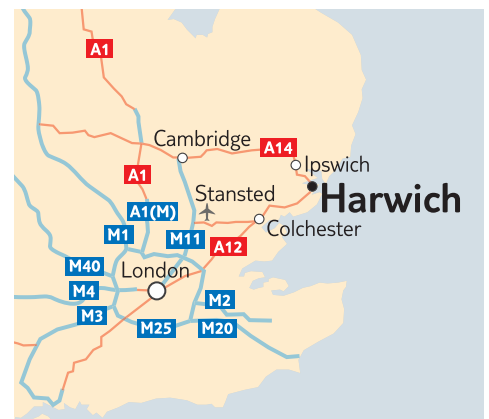 A1
Cambridge
A14
Ipswich
A1
Stansted
Harwich
A1(M)
Colchester
M1
M11
A12
M40
London
M4
M2
M3
M25
M20